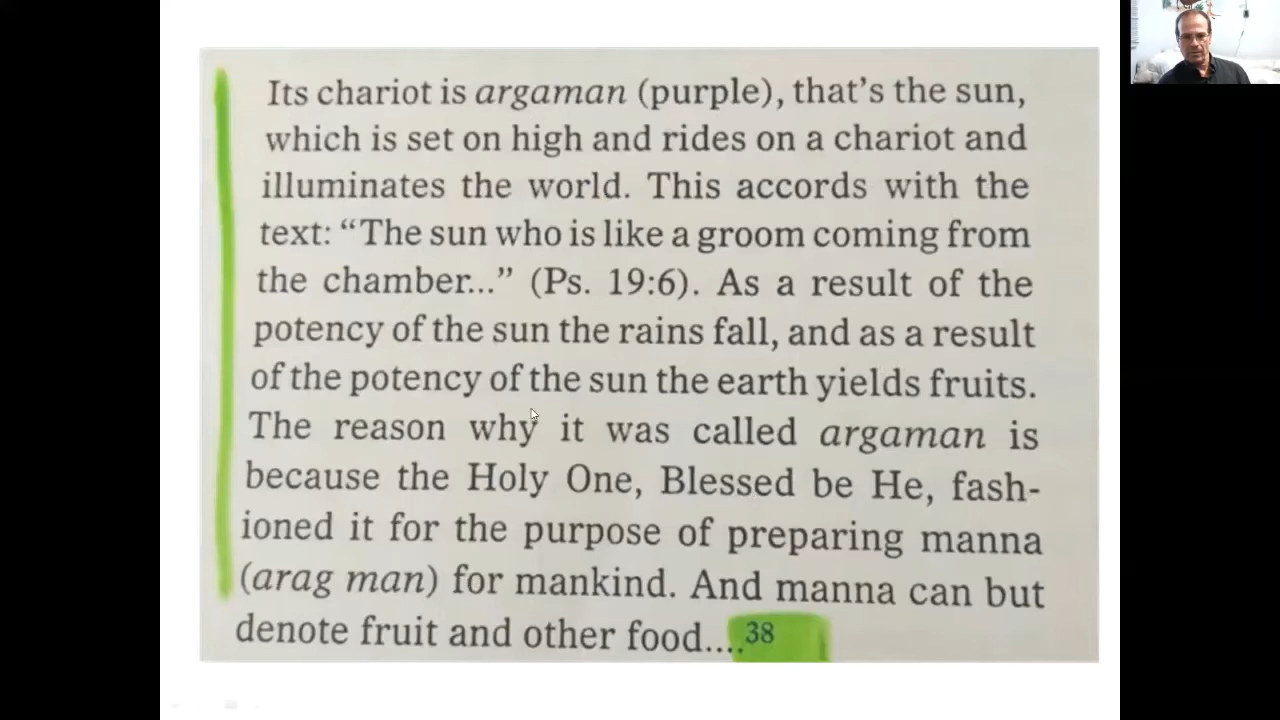 Its chariot is argaman (purple), that's the sun,
which is set on high and rides on a chariot and
illuminates the world. This accords with the
text: “The sun who is like a groom coming from
the chamber...” (Ps. 19:6). As a result of the
potency of the sun the rains fall, and as a result
of the potency of the sun the earth yields fruits.
The reason why it was called argaman is
because the Holy One, Blessed be He, fash-
ioned it for the purpose of preparing manna
(arag man) for mankind. And manna can but
denote fruit and other food....38